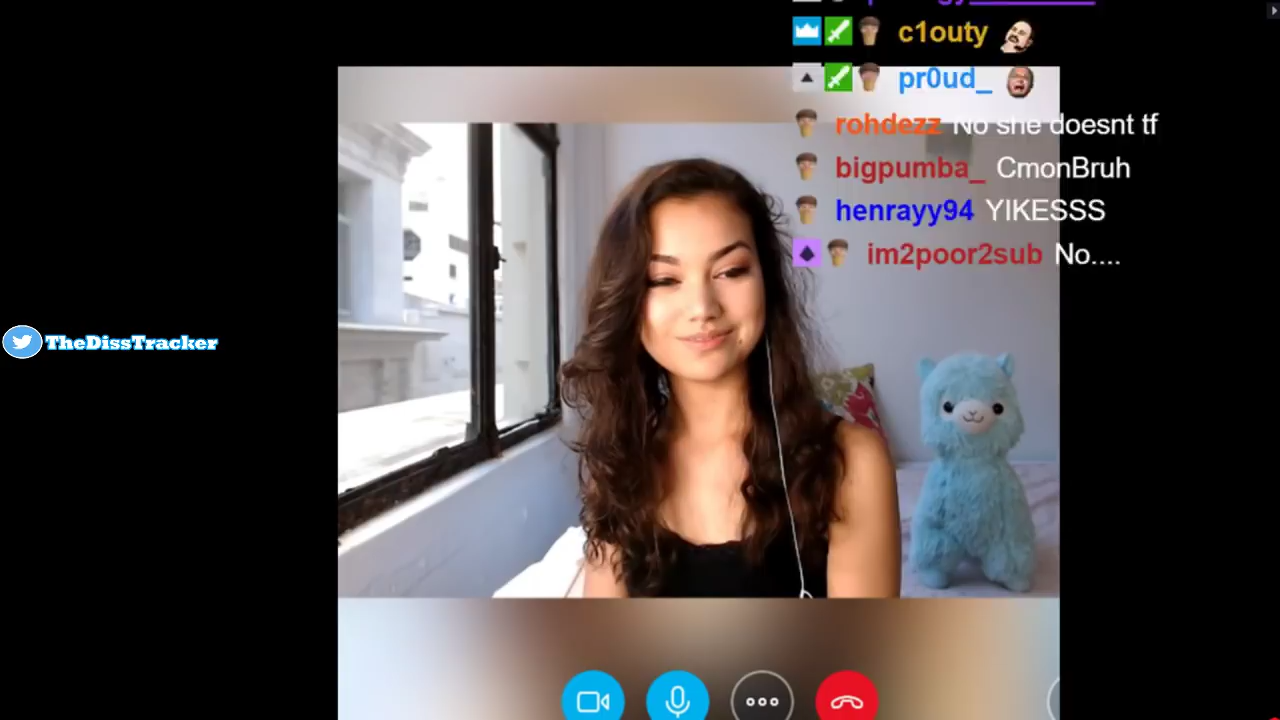 c1outy
pr0ud_
rohdezz No she doesnt tf
bigpumba_ CmonBruh
henrayy94 YIKESSS
im2poor2sub No....
TheDissTracker